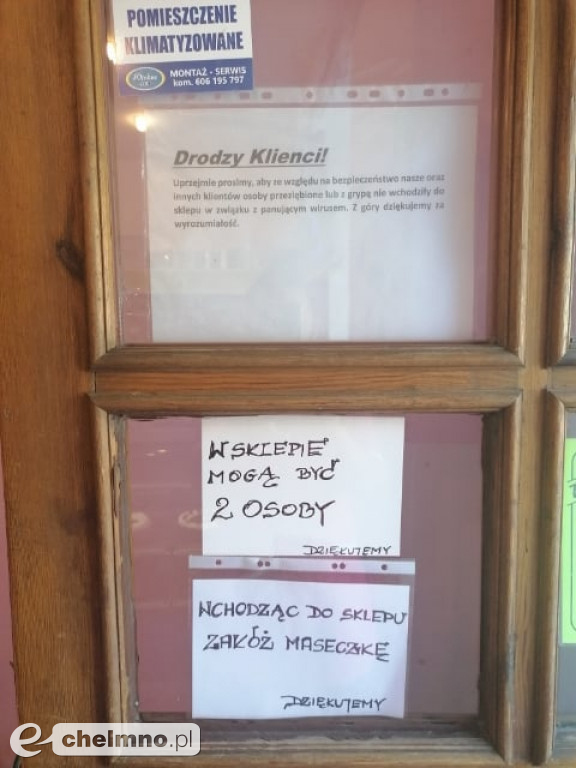 POMIESZCZENIE
KLIMATYZOWANE
MONTAŻ - SERWIS
kom. 606 195 797
Drodzy Klienci!
Uprzejmie prosimy, aby ze względu na bezpieczeństwo nasze oraz
innych klientów osoby przeziębione lub z grypą nie wchodziły do
sklepu w związku z panującym wirusem. Z góry dziękujemy za
wyrozumiałość.
W SKLEPIE
MOGĄ BYĆ
2 OSOBY
DZIĘKUJEMY
WCHODZĄC DO SKLEPU
ZAŁÓŻ MASECZKĘ
DZIĘKUJEMY
e-chelmno.pl